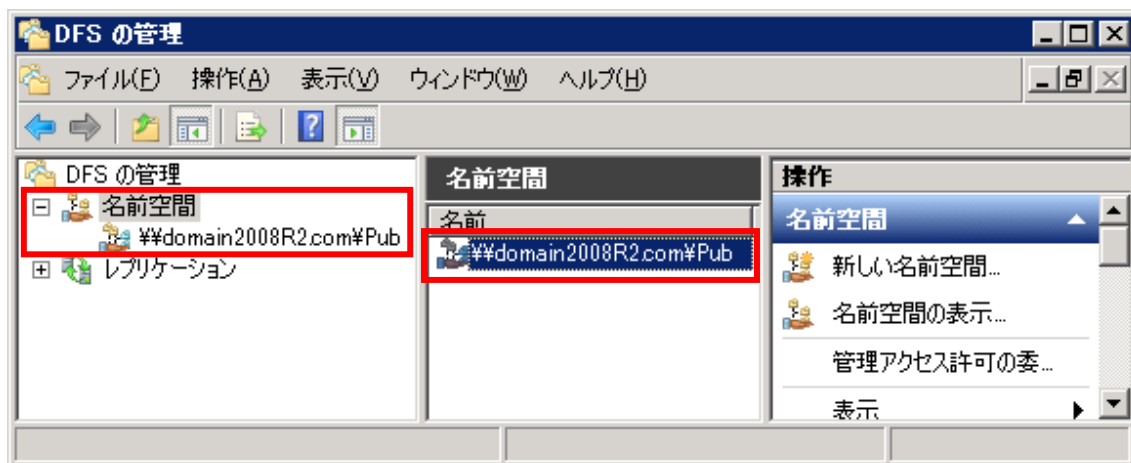 DFS の管理
ファイル(F) 操作(A) 表示(V) ウィンドウ(W) ヘルプ(H)
DFS の管理
名前空間
¥¥domain2008R2.com¥Pub
レプリケーション
名前空間
名前
¥¥domain2008R2.com¥Pub
操作
名前空間
新しい名前空間...
名前空間の表示...
管理アクセス許可の委...
表示